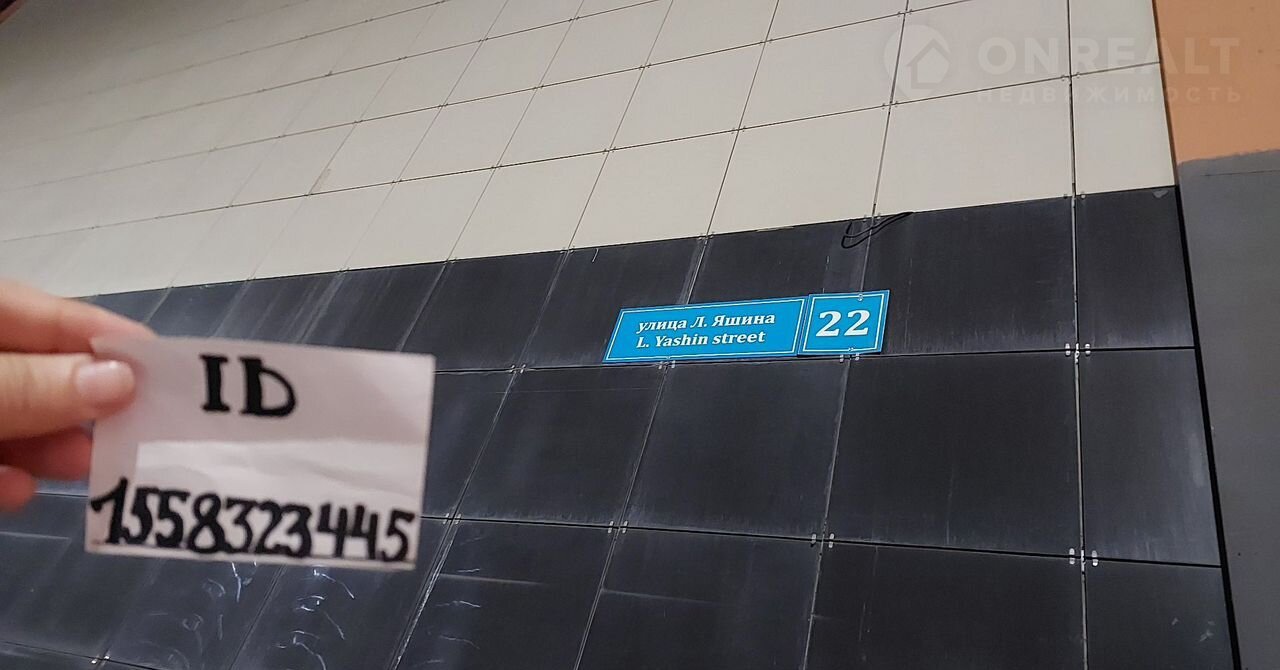 ONREALT
НЕДВИЖИМОСТЬ
улица Л. Яшина
L. Yashin street
22
ID
1558323445